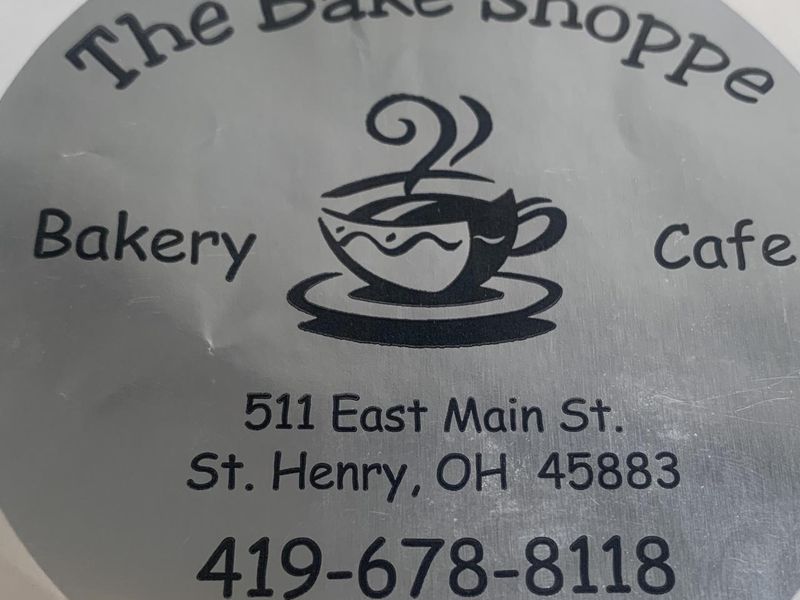 The Bake Shoppe
Bakery Cafe
511 East Main St.
St. Henry, OH 45883
419-678-8118